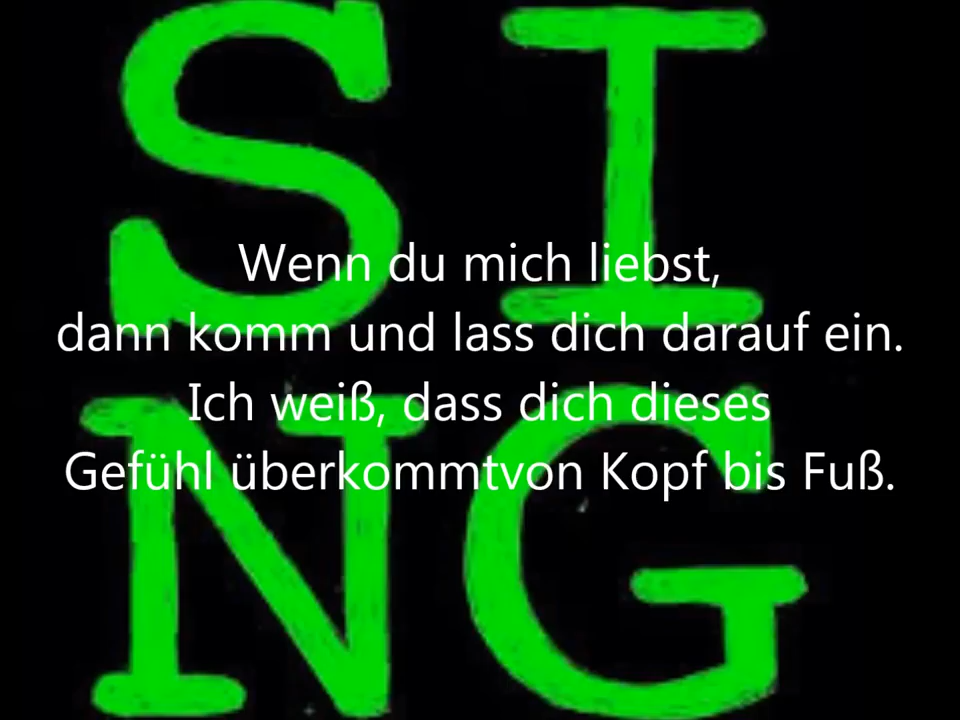 SI
NG
Wenn du mich liebst,
dann komm und lass dich darauf ein.
Ich weiß, dass dich dieses
Gefühl überkommtvon Kopf bis Fuß.